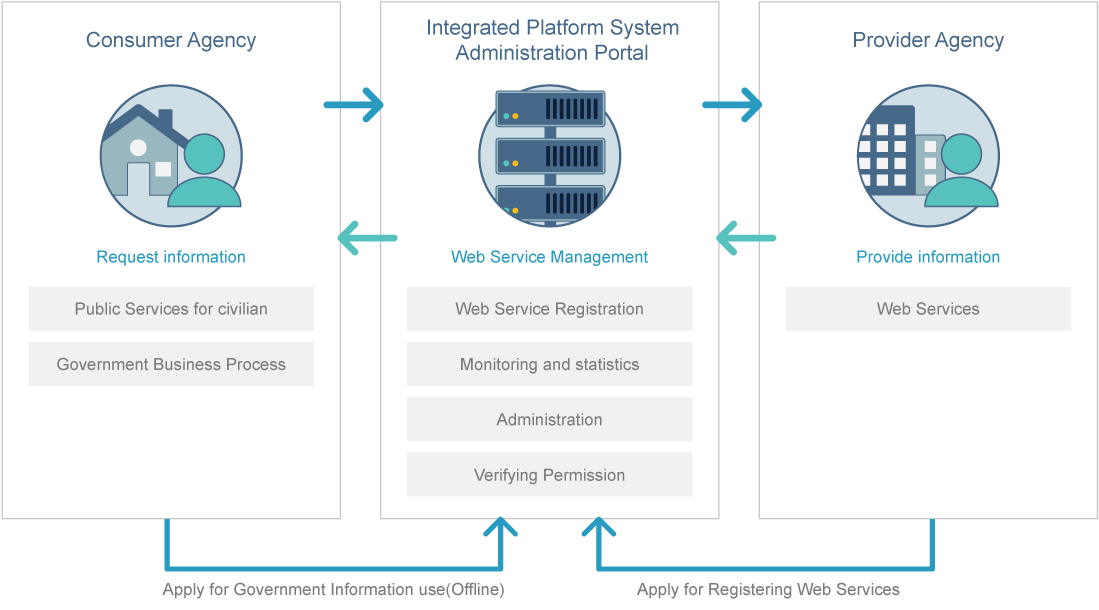 Consumer Agency
Request information
Public Services for civilian
Government Business Process
Integrated Platform System
Administration Portal
Web Service Management
Web Service Registration
Monitoring and statistics
Administration
Verifying Permission
Provider Agency
Provide information
Web Services
Apply for Government Information use(Offline)
Apply for Registering Web Services